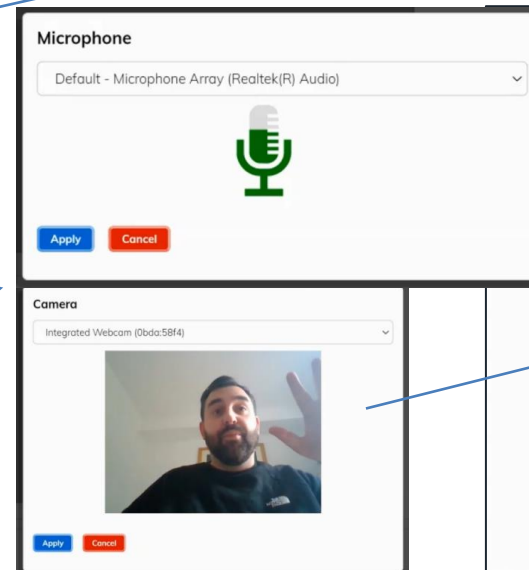 Microphone
Default - Microphone Array (Realtek(R) Audio)
Apply Cancel
Camera
Integrated Webcam (0bda:58f4)
Apply Cancel